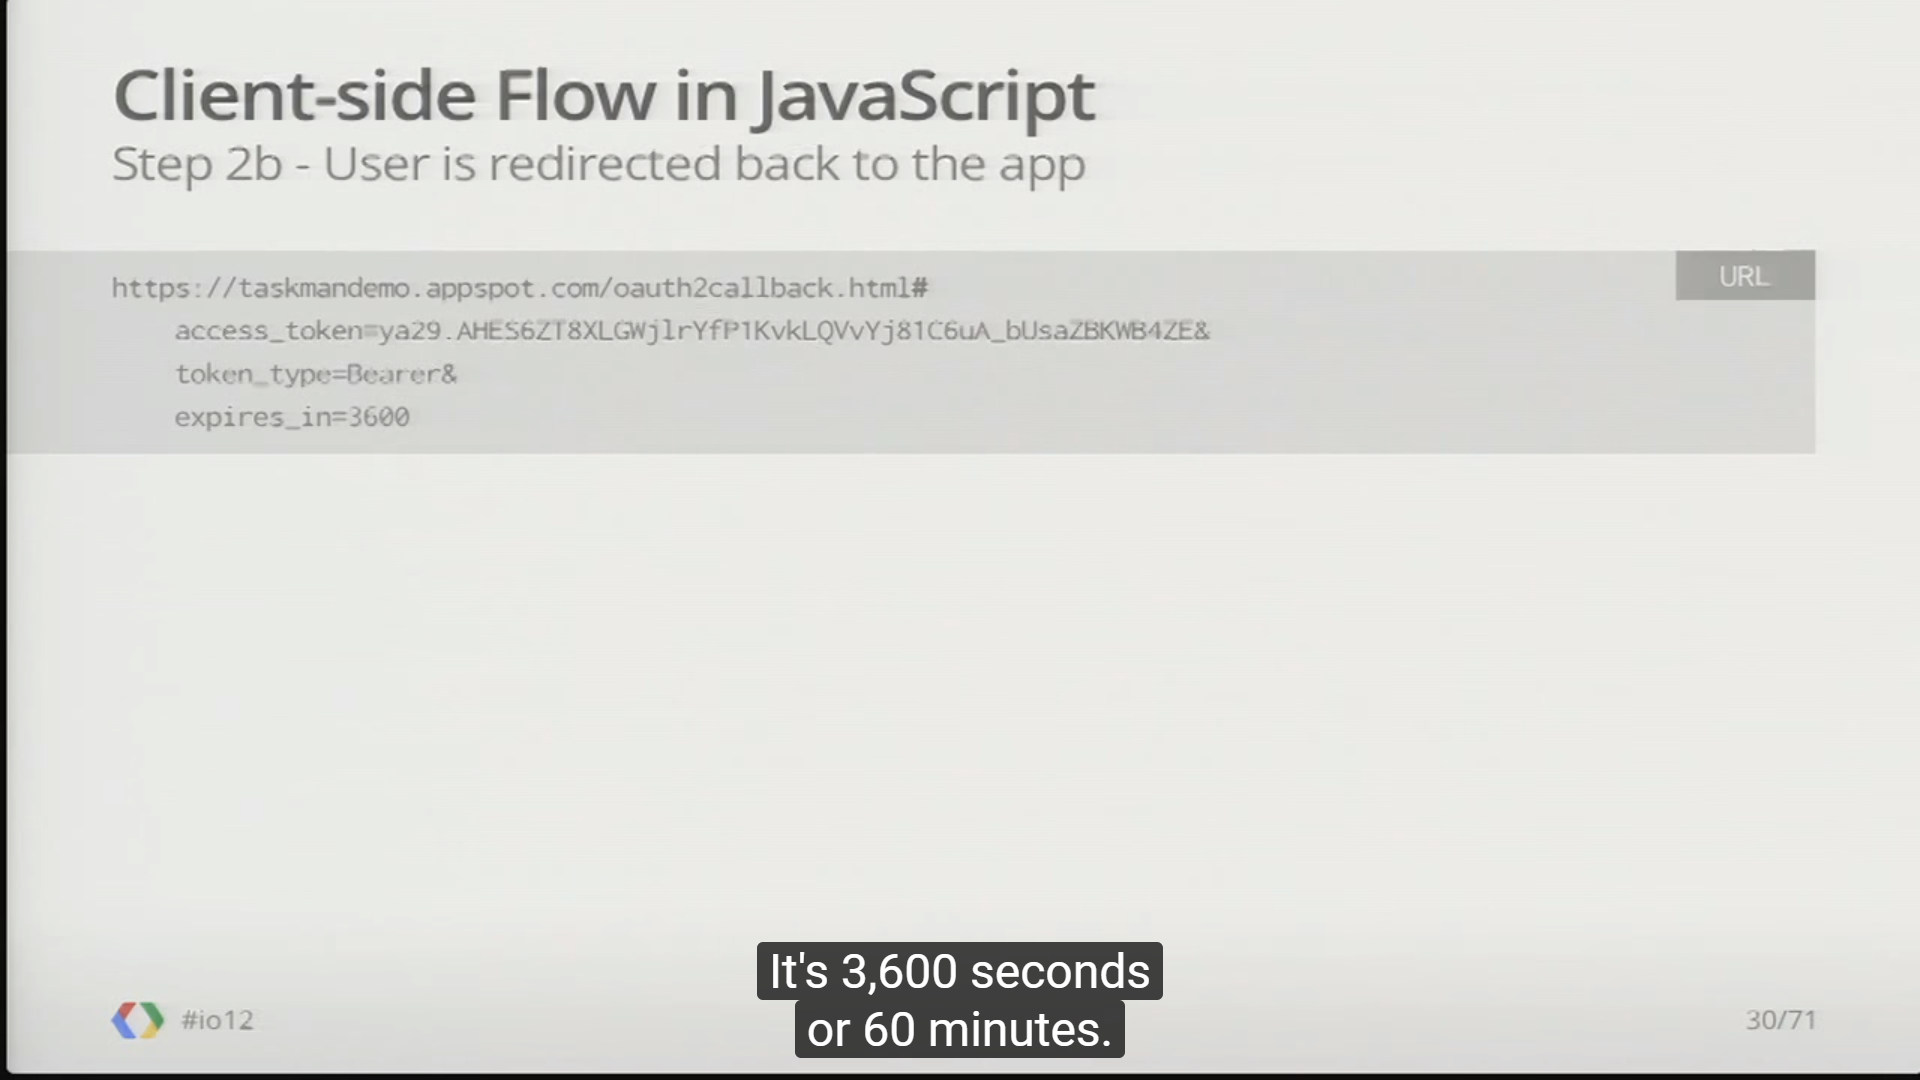 Client-side Flow in JavaScript
Step 2b - User is redirected back to the app
URL
https://taskmandemo.appspot.com/oauth2callback.html#
access_token=ya29.AHES6ZT8XLGWjlrYfP1KvkLQVvYj81C6uA_bUsaZBKWB4ZE&
token_type=Bearer&
expires_in=3600
It's 3,600 seconds
or 60 minutes.
#io12
30/71